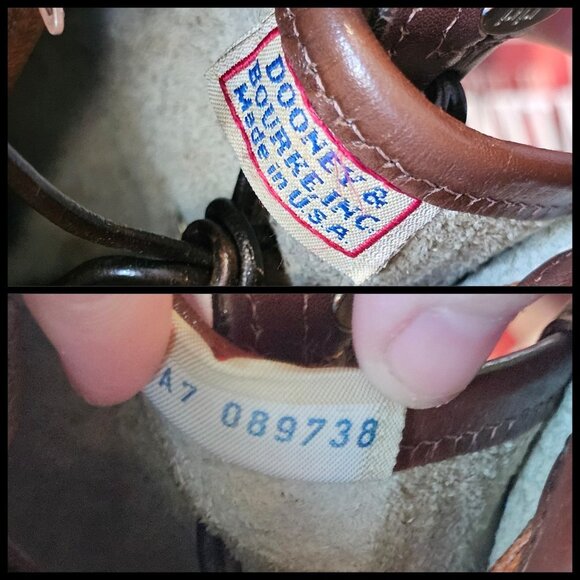 DOONEY &
BOURKE INC.
Made in U.S.A.
A7 089738